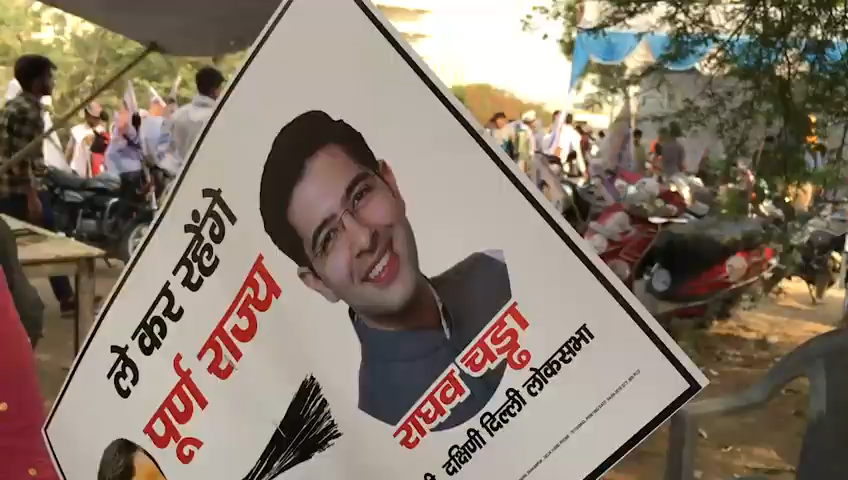 ले कर रहेंगे
पूर्ण राज्य
राघव चड्ढा
दक्षिणी दिल्ली लोकसभा